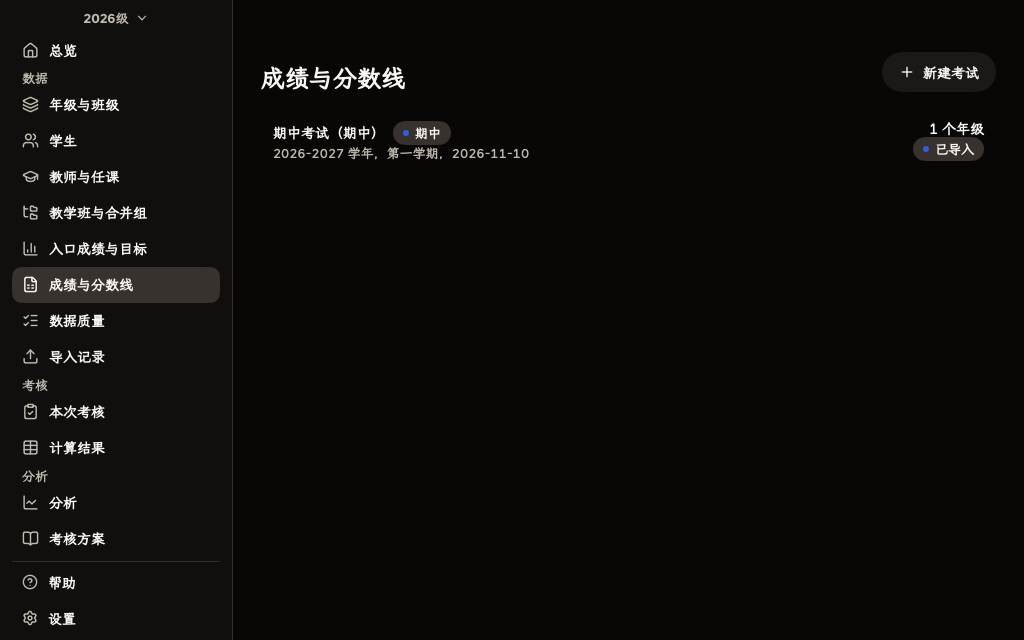 2026级
总览
数据
年级与班级
学生
教师与任课
教学班与合并组
入口成绩与目标
成绩与分数线
数据质量
导入记录
考核
本次考核
计算结果
分析
分析
考核方案
帮助
设置
成绩与分数线
新建考试
期中考试（期中） 期中
2026-2027 学年，第一学期，2026-11-10
1 个年级
已导入